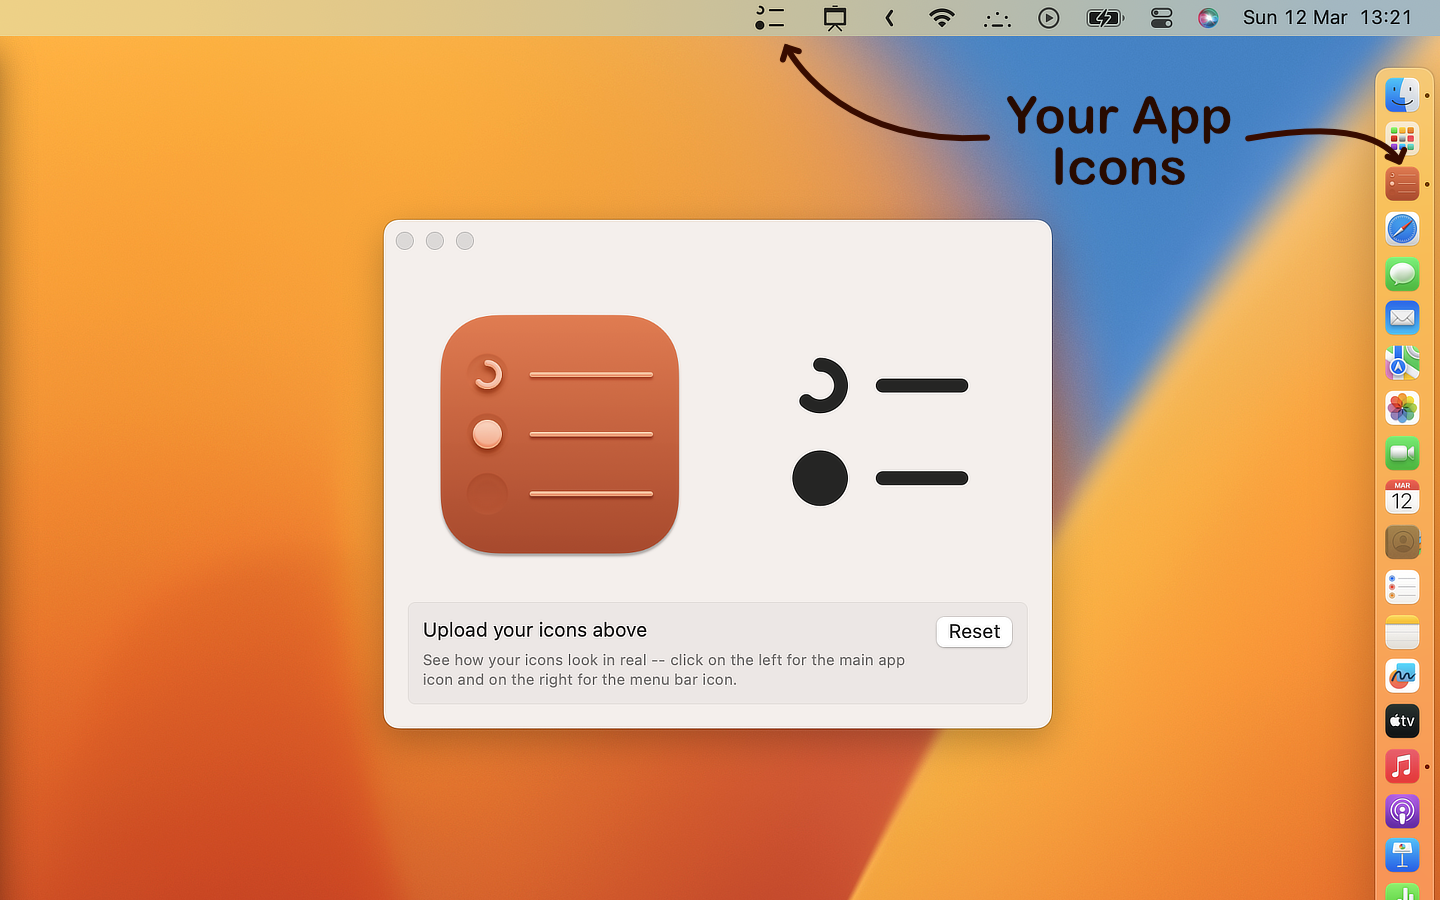 Sun 12 Mar 13:21
Your App
Icons
Upload your icons above
Reset
See how your icons look in real -- click on the left for the main app
icon and on the right for the menu bar icon.
MAR
12
tv